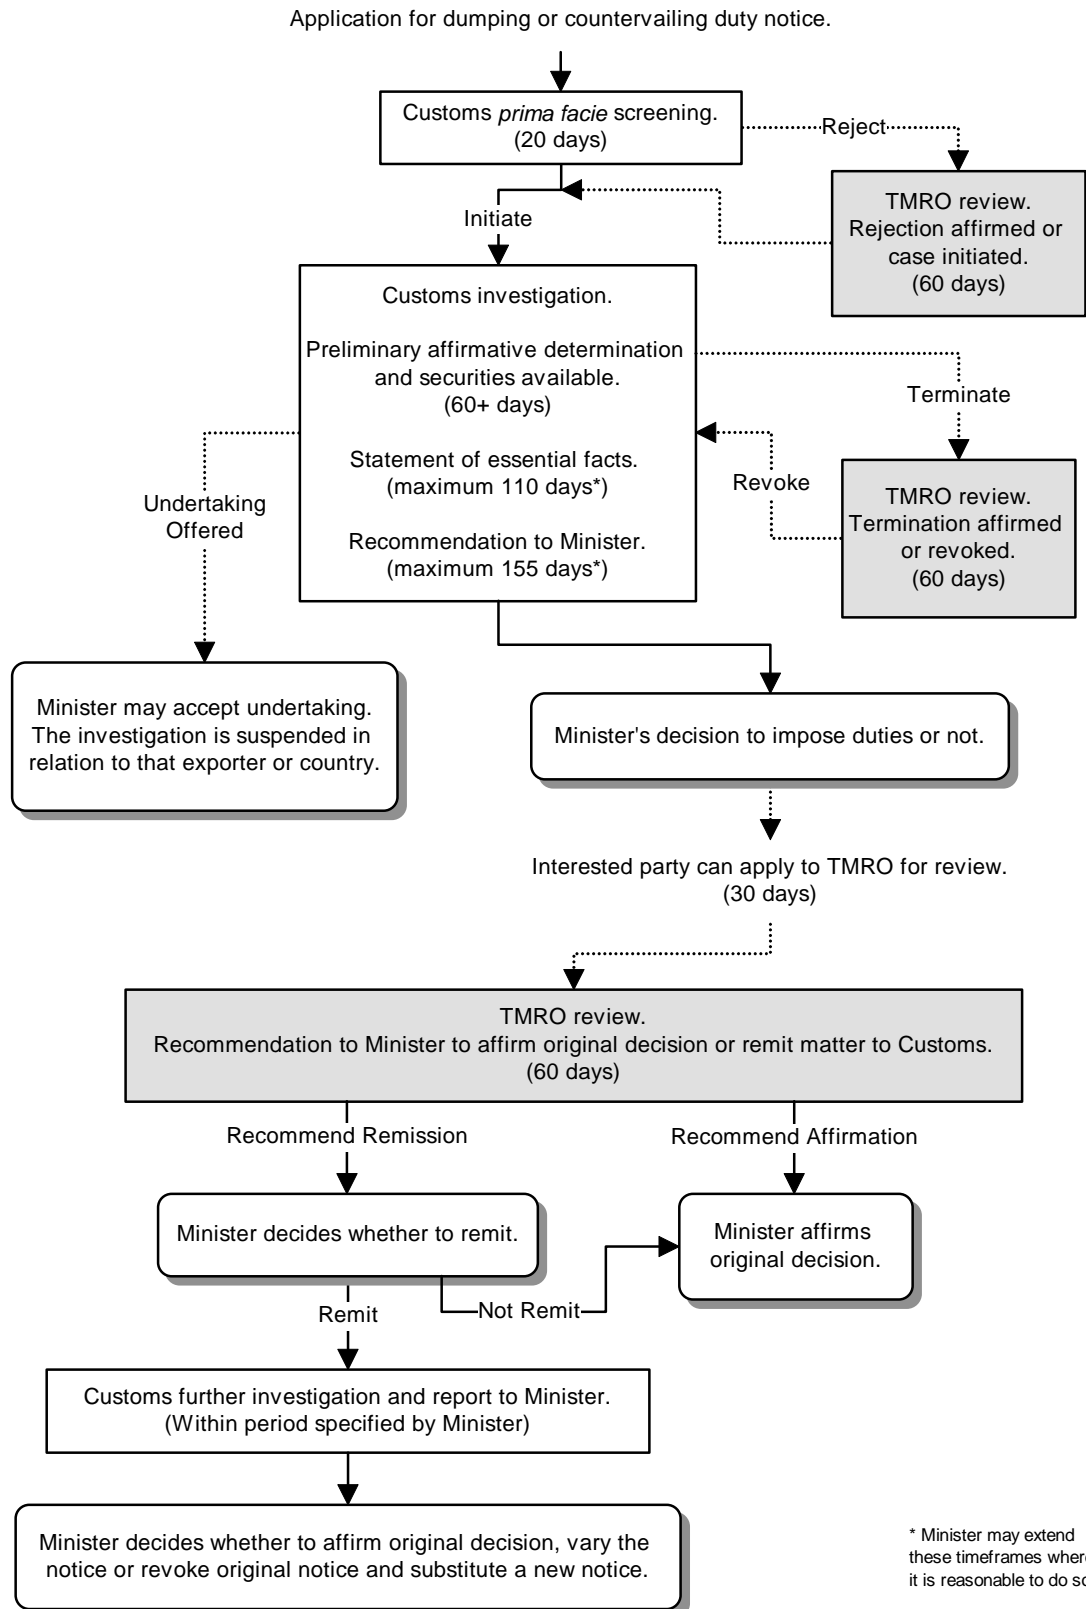 Application for dumping or countervailing duty notice.
Customs prima facie screening.
(20 days)
Reject
TMRO review.
Rejection affirmed or
case initiated.
(60 days)
Initiate
Customs investigation.
Preliminary affirmative determination
and securities available.
(60+ days)
Statement of essential facts.
(maximum 110 days*)
Recommendation to Minister.
(maximum 155 days*)
Terminate
Revoke
TMRO review.
Termination affirmed
or revoked.
(60 days)
Undertaking
Offered
Minister may accept undertaking.
The investigation is suspended in
relation to that exporter or country.
Minister's decision to impose duties or not.
Interested party can apply to TMRO for review.
(30 days)
TMRO review.
Recommendation to Minister to affirm original decision or remit matter to Customs.
(60 days)
Recommend Remission
Recommend Affirmation
Minister decides whether to remit.
Minister affirms
original decision.
Remit
Not Remit
Customs further investigation and report to Minister.
(Within period specified by Minister)
Minister decides whether to affirm original decision, vary the
notice or revoke original notice and substitute a new notice.
* Minister may extend
these timeframes where
it is reasonable to do so